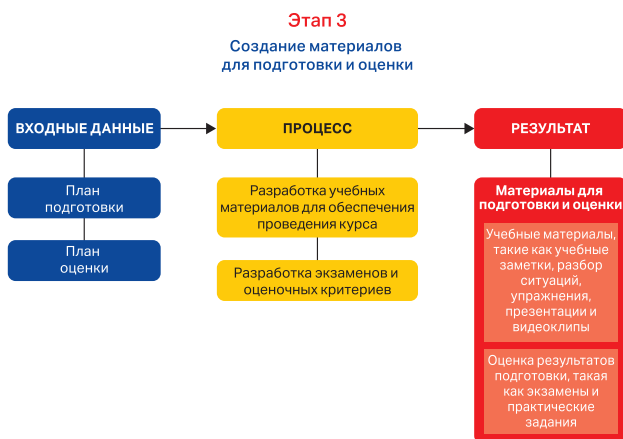 Этап 3
Создание материалов
для подготовки и оценки
ВХОДНЫЕ ДАННЫЕ
ПРОЦЕСС
РЕЗУЛЬТАТ
План
подготовки
План
оценки
Разработка учебных
материалов для обеспечения
проведения курса
Разработка экзаменов и
оценочных критериев
Материалы для
подготовки и оценки
Учебные материалы,
такие как учебные
заметки, разбор
ситуаций,
упражнения,
презентации и
видеоклипы
Оценка результатов
подготовки, такая
как экзамены и
практические
задания